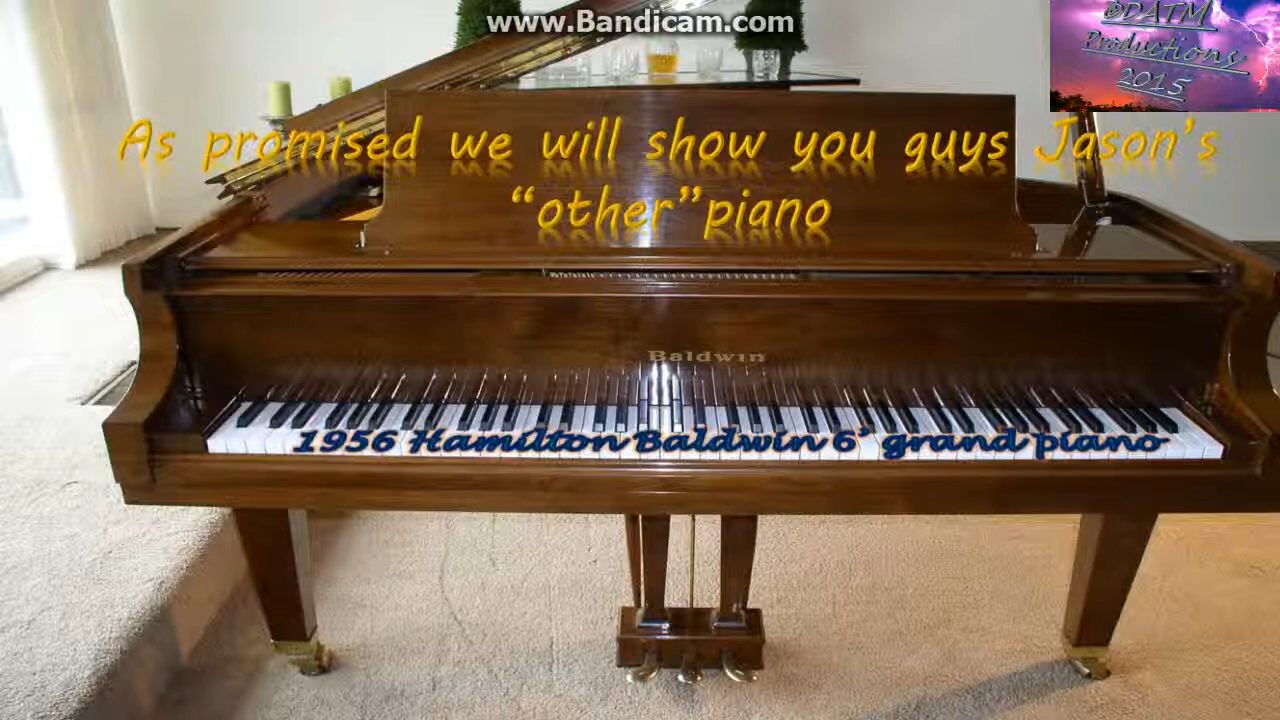 www.Bandicam.com
©DATM
Productions
2015
As promised we will show you guys Jason’s
“other”piano
Baldwin
1956 Hamilton Baldwin 6’ grand piano